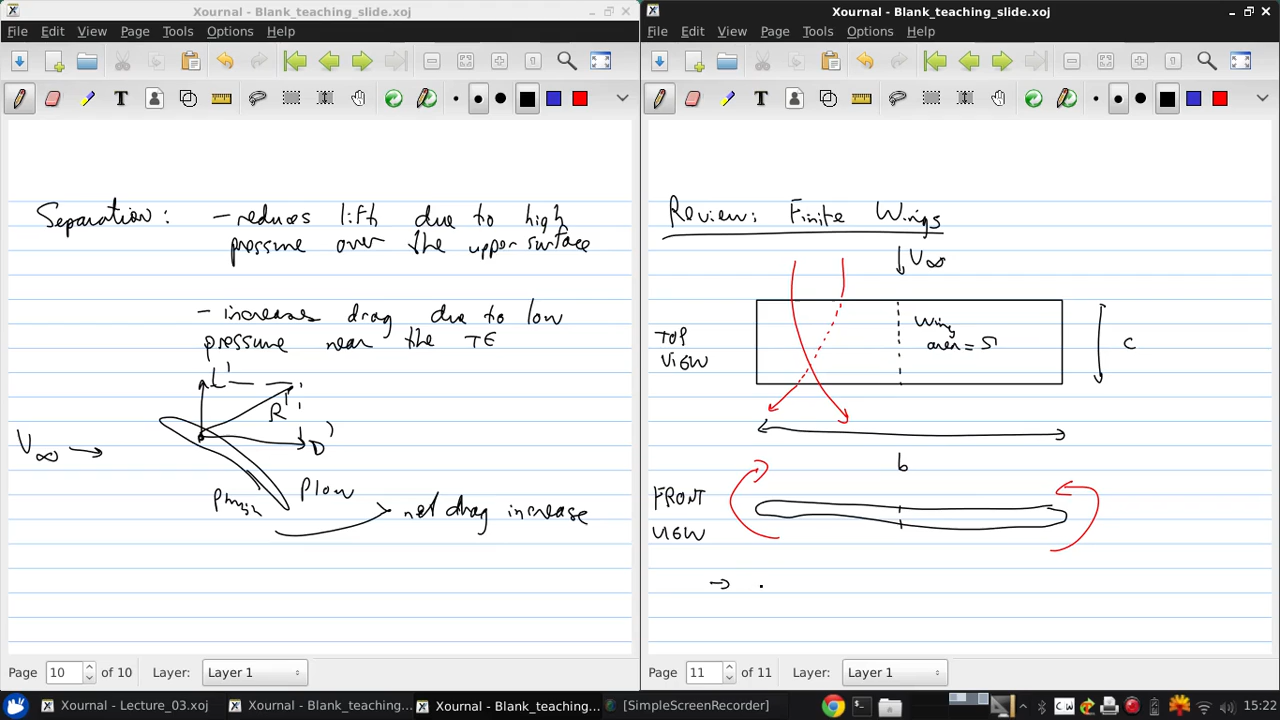 Xournal - Blank_teaching_slide.xoj
File Edit View Page Tools Options Help
Separation: - reduces lift due to high
pressure over the upper surface
- increases drag due to low
pressure near the TE
L'
R'
D'
V∞ →
Phigh
Plow
net drag increase
Page 10 of 10 Layer: Layer 1
Xournal - Blank_teaching_slide.xoj
File Edit View Page Tools Options Help
Review: Finite Wings
V∞
TOP
VIEW
Wing
area = S
c
b
FRONT
VIEW
→
Page 11 of 11 Layer: Layer 1
Xournal - Lecture_03.xoj
Xournal - Blank_teaching...
Xournal - Blank_teaching...
[SimpleScreenRecorder]
15:22